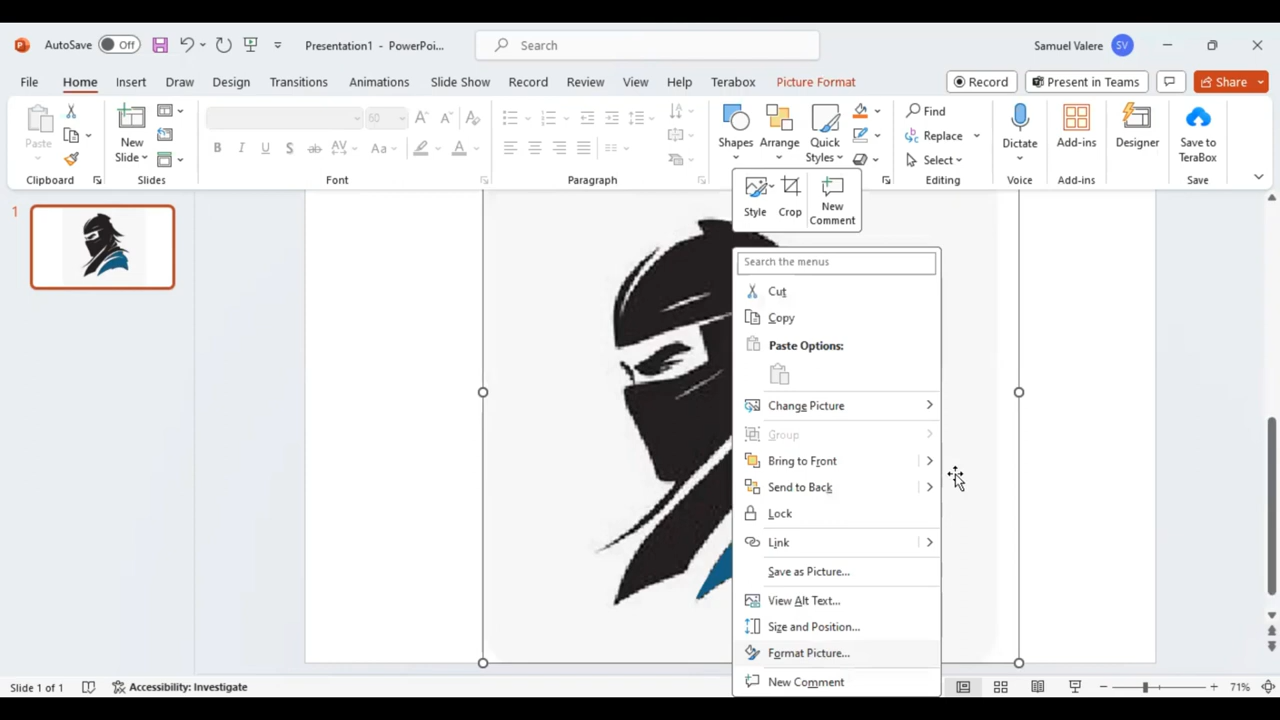 AutoSave Off Presentation1 - PowerPoi... Search Samuel Valere SV
File Home Insert Draw Design Transitions Animations Slide Show Record Review View Help Terabox Picture Format Record Present in Teams Share
Paste
New
Slide
B I U S ab AV Aa A
A A A
Shapes
Arrange
Quick
Styles
Find
Replace
Select
Dictate
Add-ins
Designer
Save to
TeraBox
Clipboard Slides Font Paragraph Editing Voice Add-ins Save
1
Style Crop New
Comment
Search the menus
Cut
Copy
Paste Options:
Change Picture
Group
Bring to Front
Send to Back
Lock
Link
Save as Picture...
View Alt Text...
Size and Position...
Format Picture...
New Comment
Slide 1 of 1 Accessibility: Investigate 71%